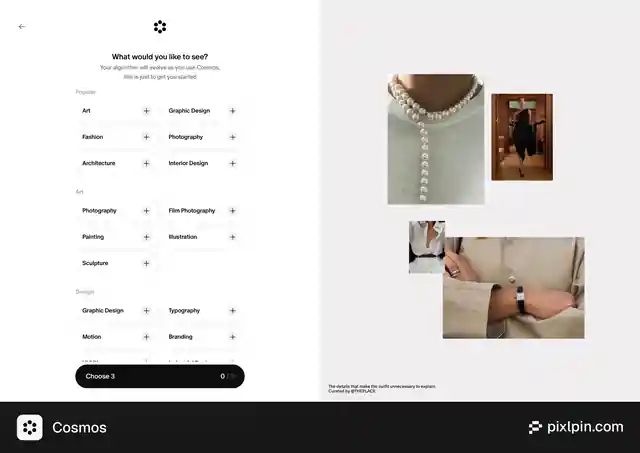 What would you like to see?
Your algorithm will evolve as you use Cosmos,
this is just to get you started
Popular
Art
Graphic Design
Fashion
Photography
Architecture
Interior Design
Art
Photography
Film Photography
Painting
Illustration
Sculpture
Design
Graphic Design
Typography
Motion
Branding
Choose 3
0 /
The details that make the outfit unnecessary to explain.
Curated by
Cosmos
pixlpin.com